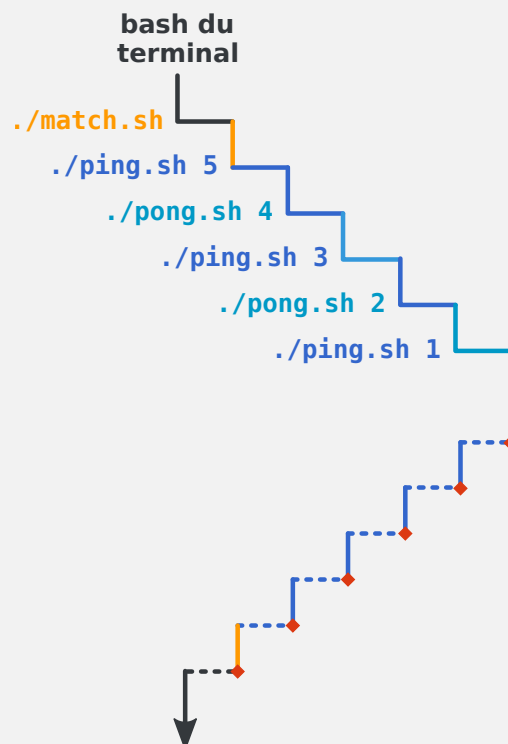 bash du
terminal
./match.sh
./ping.sh 5
./pong.sh 4
./ping.sh 3
./pong.sh 2
./ping.sh 1